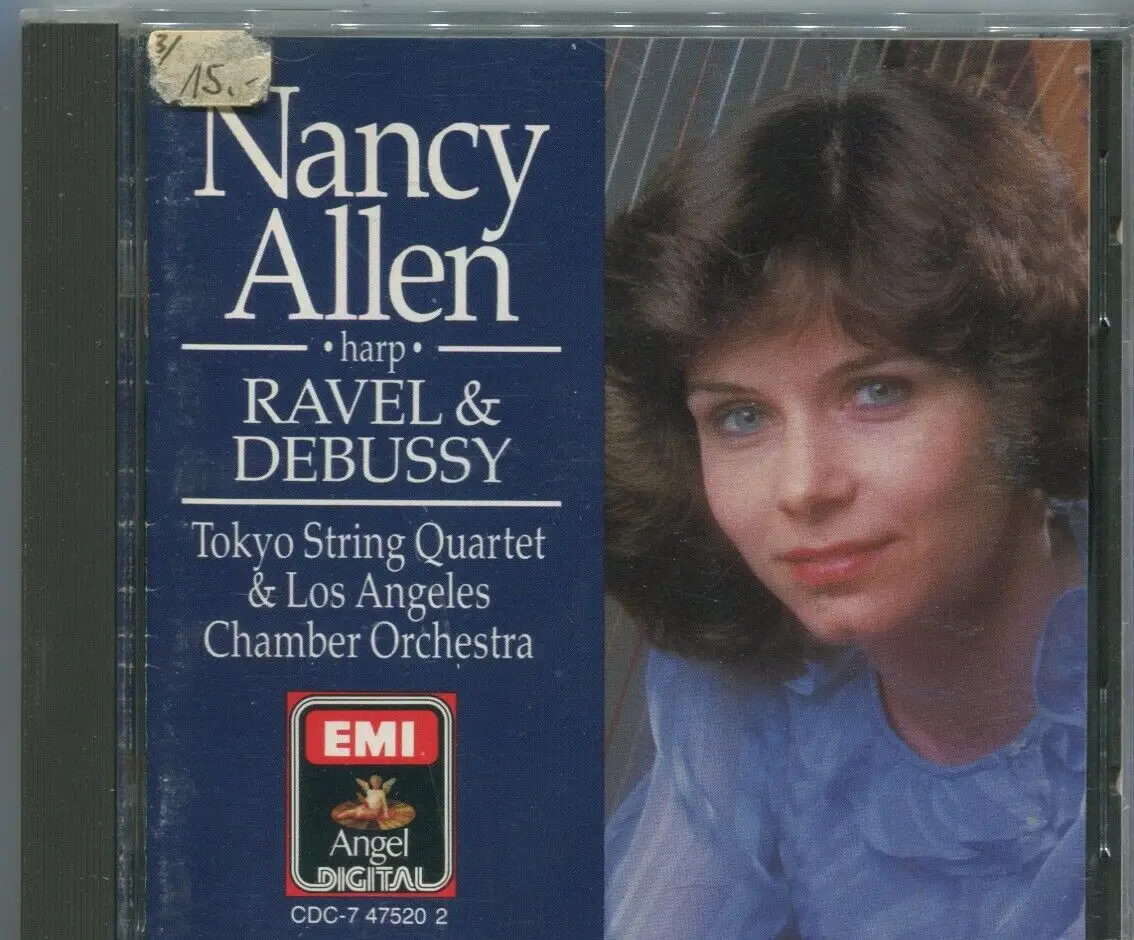 3/
15.-
Nancy
Allen
• harp •
RAVEL &
DEBUSSY
Tokyo String Quartet
& Los Angeles
Chamber Orchestra
EMI
Angel
DIGITAL
CDC-7 47520 2